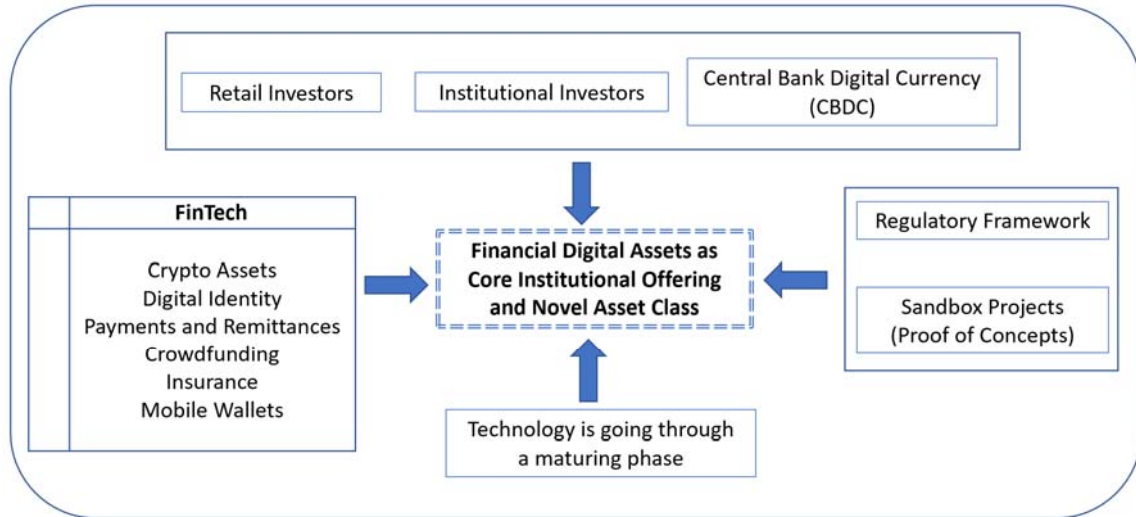 Retail Investors
Institutional Investors
Central Bank Digital Currency
(CBDC)
FinTech
Crypto Assets
Digital Identity
Payments and Remittances
Crowdfunding
Insurance
Mobile Wallets
Financial Digital Assets as
Core Institutional Offering
and Novel Asset Class
Regulatory Framework
Sandbox Projects
(Proof of Concepts)
Technology is going through
a maturing phase